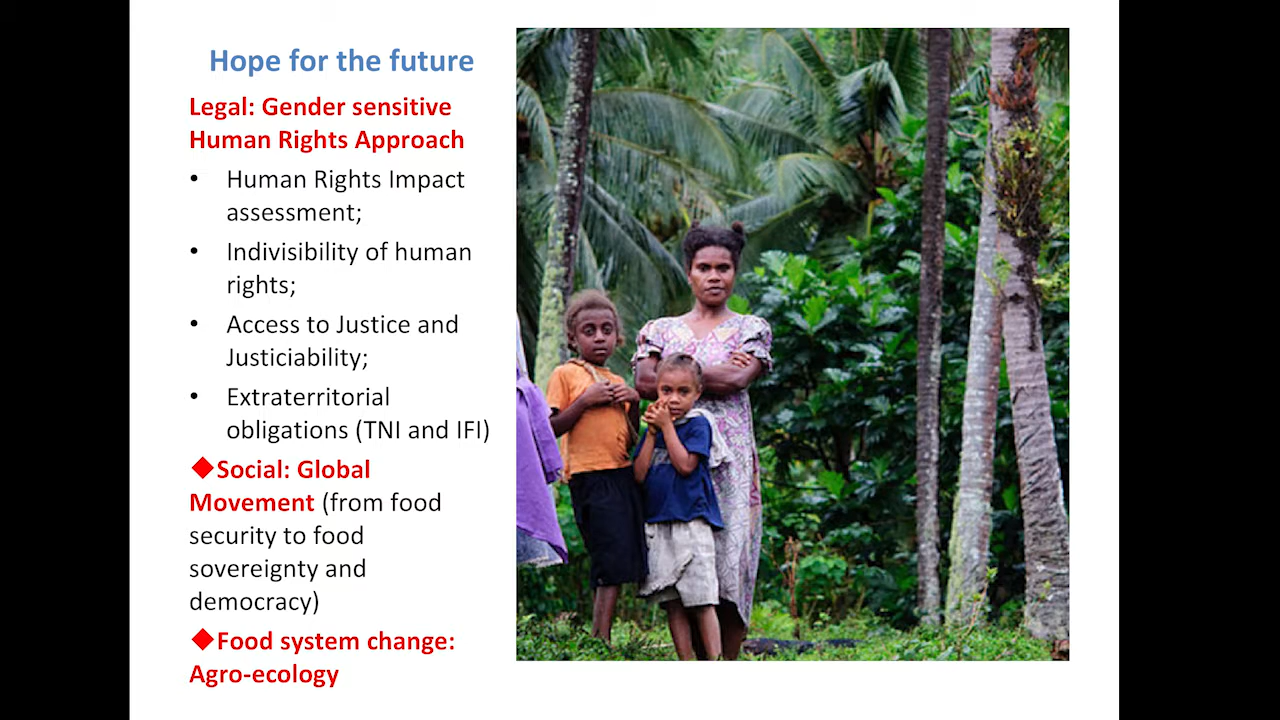 Hope for the future
Legal: Gender sensitive
Human Rights Approach
• Human Rights Impact
assessment;
• Indivisibility of human
rights;
• Access to Justice and
Justiciability;
• Extraterritorial
obligations (TNI and IFI)
◆Social: Global
Movement (from food
security to food
sovereignty and
democracy)
◆Food system change:
Agro-ecology